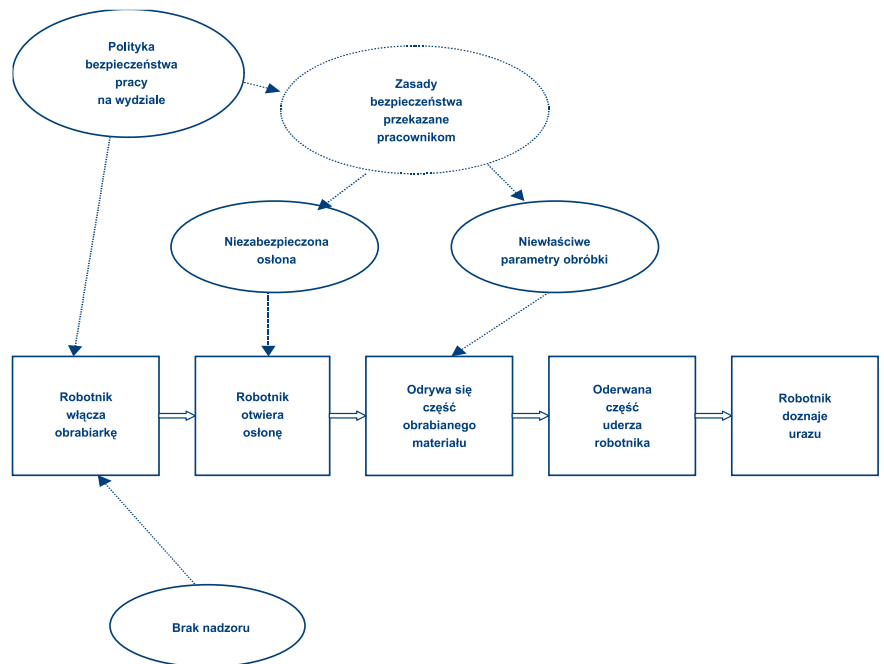 Polityka
bezpieczeństwa
pracy
na wydziale
Zasady
bezpieczeństwa
przekazane
pracownikom
Niezabezpieczona
osłona
Niewłaściwe
parametry obróbki
Robotnik
włącza
obrabiarkę
Robotnik
otwiera
osłonę
Odrywa się
część
obrabianego
materiału
Oderwana
część
uderza
robotnika
Robotnik
doznaje
urazu
Brak nadzoru